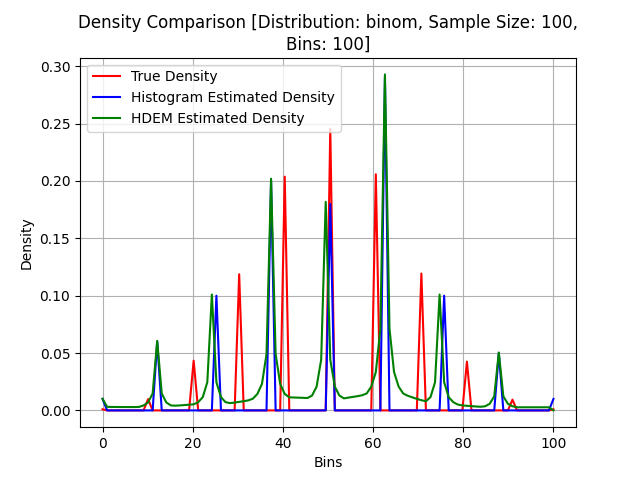 Density Comparison [Distribution: binom, Sample Size: 100,
Bins: 100]
True Density
Histogram Estimated Density
HDEM Estimated Density
Density
0.30
0.25
0.20
0.15
0.10
0.05
0.00
0 20 40 60 80 100
Bins